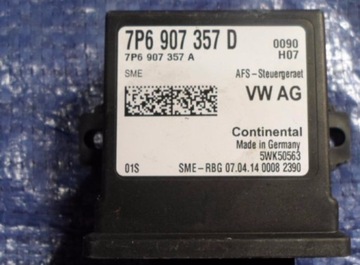 7P6 907 357 D 0090
7P6 907 357 A H07
SME AFS-Steuergeraet
VW AG
Continental
Made in Germany
5WK50563
01S SME-RBG 07.04.14 0008 2390